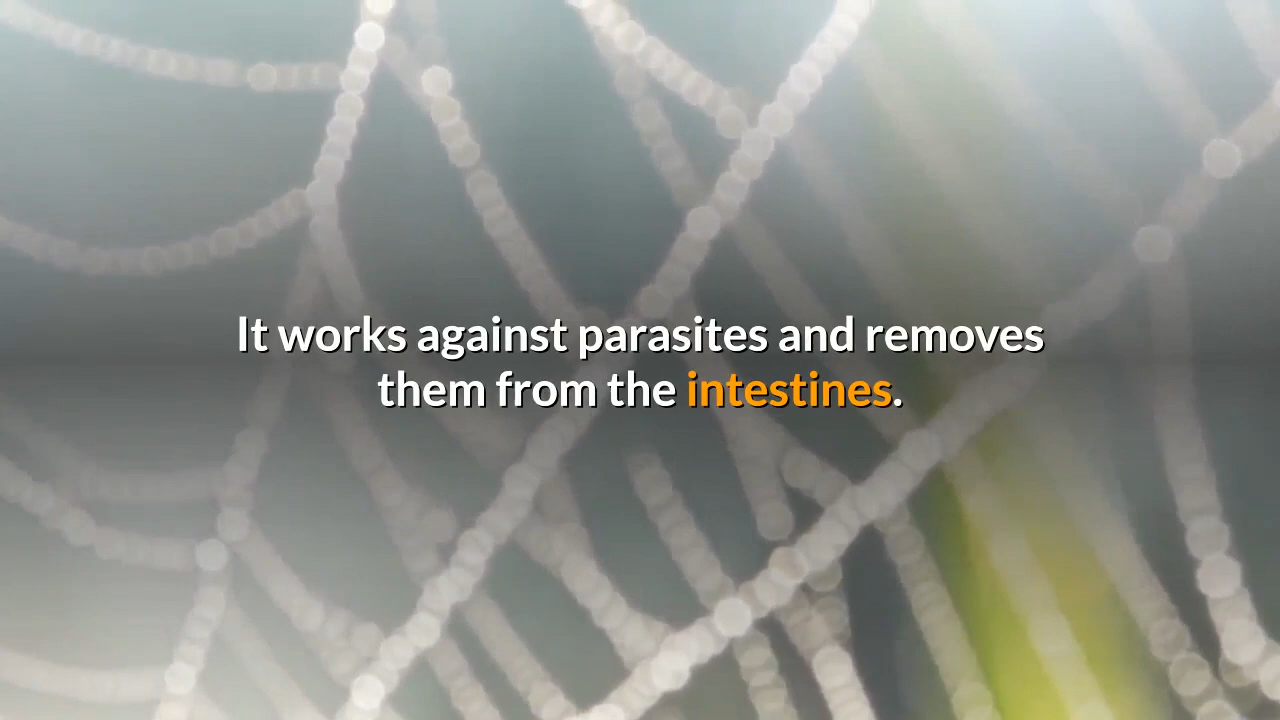 It works against parasites and removes
them from the intestines.